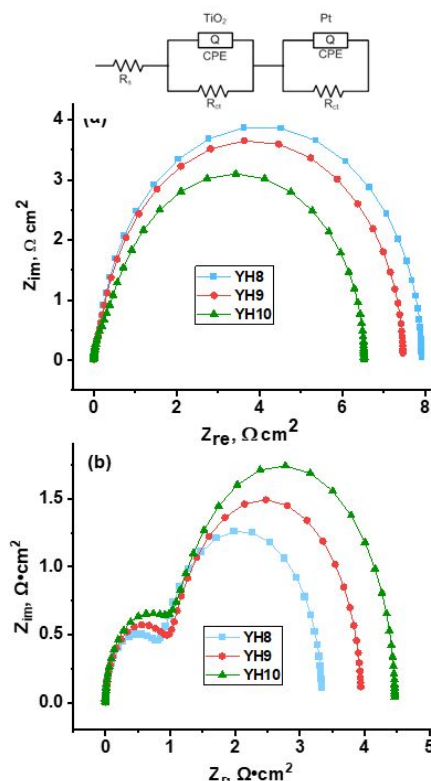 TiO2 Pt
Q Q
CPE CPE
Rs
Rct Rct
(a)
4
3
2
1
0
Zim, Ω cm2
YH8
YH9
YH10
0 2 4 6 8
Zre, Ω cm2
(b)
1.5
1.0
0.5
0.0
Zim, Ω•cm2
YH8
YH9
YH10
0 1 2 3 4 5
Ω•cm2